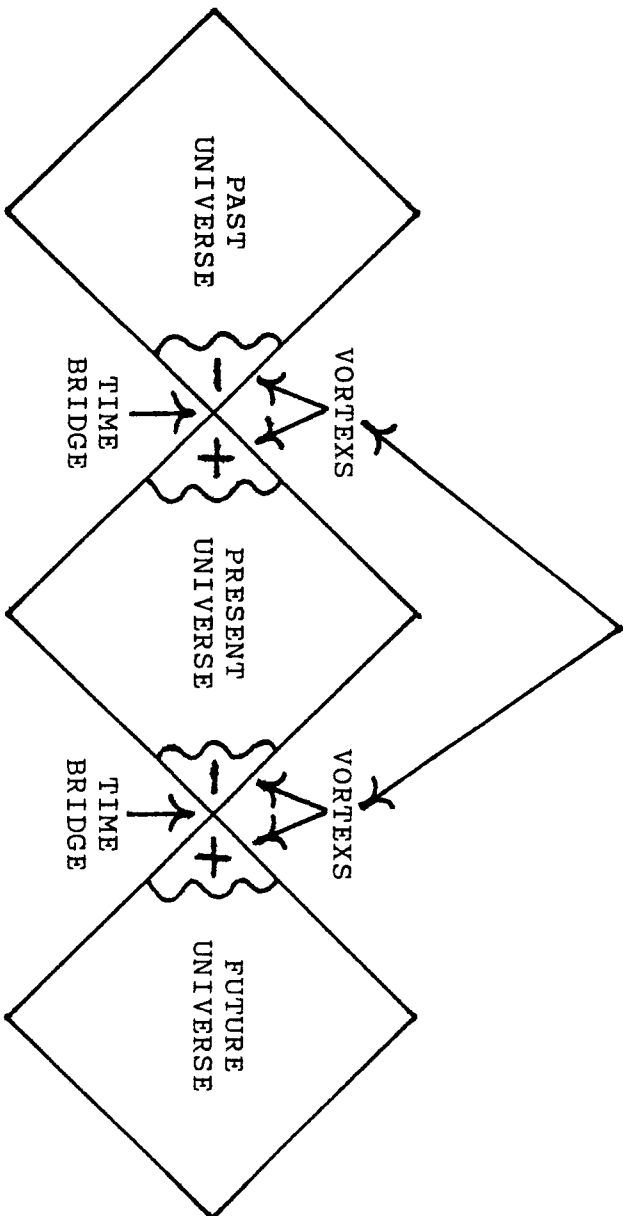 VORTEXS
VORTEXS
PAST
UNIVERSE
PRESENT
UNIVERSE
FUTURE
UNIVERSE
− +
− +
TIME
BRIDGE
TIME
BRIDGE